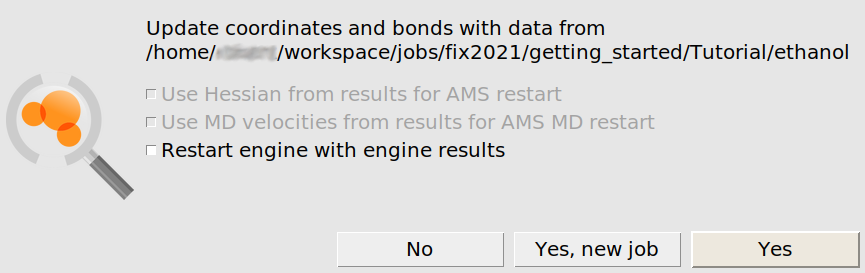 Update coordinates and bonds with data from
/home/ /workspace/jobs/fix2021/getting_started/Tutorial/ethanol
Use Hessian from results for AMS restart
Use MD velocities from results for AMS MD restart
Restart engine with engine results
No
Yes, new job
Yes